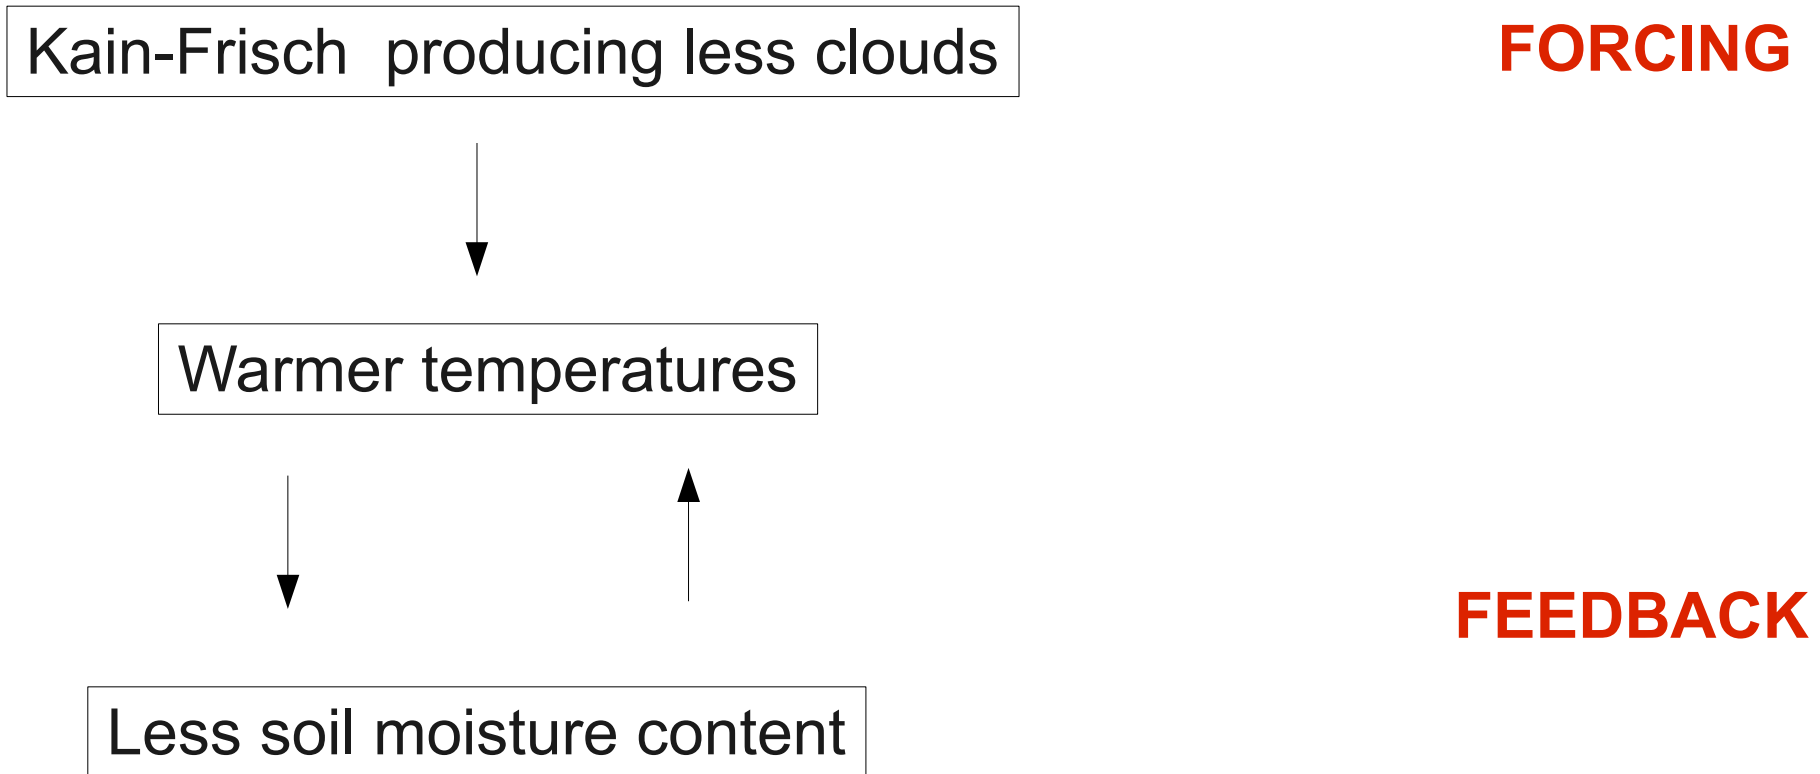 Kain-Frisch  producing less clouds
FORCING
Warmer temperatures
FEEDBACK
Less soil moisture content